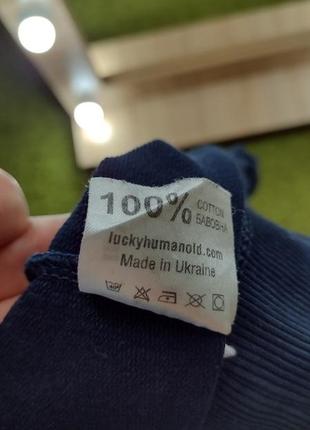 100% COTTON
БАВОВНА
luckyhumanoid.com
Made in Ukraine